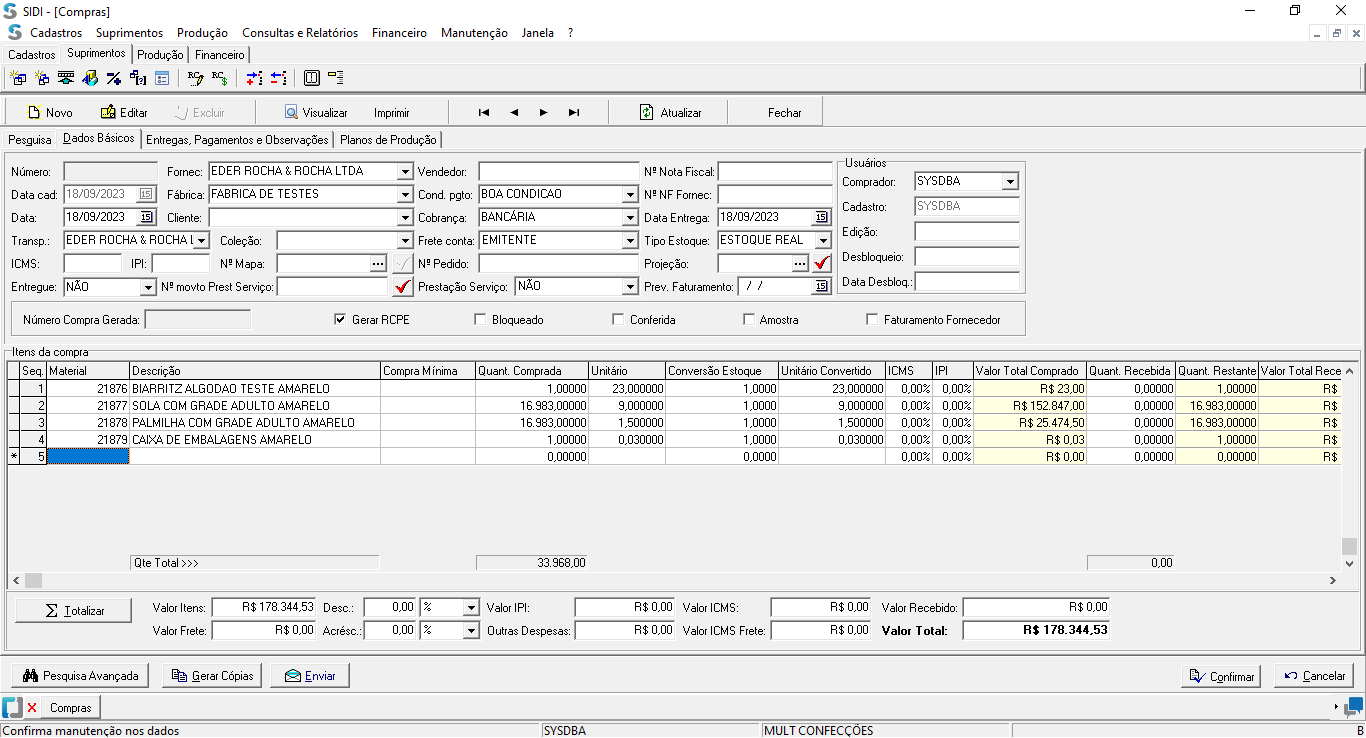 SIDI - [Compras]
Cadastros Suprimentos Produção Consultas e Relatórios Financeiro Manutenção Janela ?
Cadastros Suprimentos Produção Financeiro
Novo Editar Excluir Visualizar Imprimir Atualizar Fechar
Pesquisa Dados Básicos Entregas, Pagamentos e Observações Planos de Produção
Número: Fornec: EDER ROCHA & ROCHA LTDA Vendedor: Nº Nota Fiscal: Usuários
Data cad: 18/09/2023 15 Fábrica: FABRICA DE TESTES Cond. pgto: BOA CONDICAO Nº NF Fornec: Comprador: SYSDBA
Data: 18/09/2023 15 Cliente: Cobrança: BANCÁRIA Data Entrega: 18/09/2023 15 Cadastro: SYSDBA
Transp.: EDER ROCHA & ROCHA L Coleção: Frete conta: EMITENTE Tipo Estoque: ESTOQUE REAL Edição:
ICMS: IPI: Nº Mapa: ... Nº Pedido: Projeção: ... Desbloqueio:
Entregue: NÃO Nº movto Prest Serviço: Prestação Serviço: NÃO Prev. Faturamento: / / 15 Data Desbloq.:
Número Compra Gerada: Gerar RCPE Bloqueado Conferida Amostra Faturamento Fornecedor
Itens da compra
Seq. Material Descrição Compra Mínima Quant. Comprada Unitário Conversão Estoque Unitário Convertido ICMS IPI Valor Total Comprado Quant. Recebida Quant. Restante Valor Total Rece
1 21876 BIARRITZ ALGODAO TESTE AMARELO 1,00000 23,000000 1,0000 23,000000 0,00% 0,00% R$ 23,00 0,00000 1,00000 R$
2 21877 SOLA COM GRADE ADULTO AMARELO 16.983,00000 9,000000 1,0000 9,000000 0,00% 0,00% R$ 152.847,00 0,00000 16.983,00000 R$
3 21878 PALMILHA COM GRADE ADULTO AMARELO 16.983,00000 1,500000 1,0000 1,500000 0,00% 0,00% R$ 25.474,50 0,00000 16.983,00000 R$
4 21879 CAIXA DE EMBALAGENS AMARELO 1,00000 0,030000 1,0000 0,030000 0,00% 0,00% R$ 0,03 0,00000 1,00000 R$
* 5 0,00000 0,0000 0,00% 0,00% R$ 0,00 0,00000 0,00000 R$
Qte Total >>> 33.968,00 0,00
Σ Totalizar Valor Itens: R$ 178.344,53 Desc.: 0,00 % Valor IPI: R$ 0,00 Valor ICMS: R$ 0,00 Valor Recebido: R$ 0,00
Valor Frete: R$ 0,00 Acrésc.: 0,00 % Outras Despesas: R$ 0,00 Valor ICMS Frete: R$ 0,00 Valor Total: R$ 178.344,53
Pesquisa Avançada Gerar Cópias Enviar Confirmar Cancelar
Compras
Confirma manutenção nos dados SYSDBA MULT CONFECÇÕES B